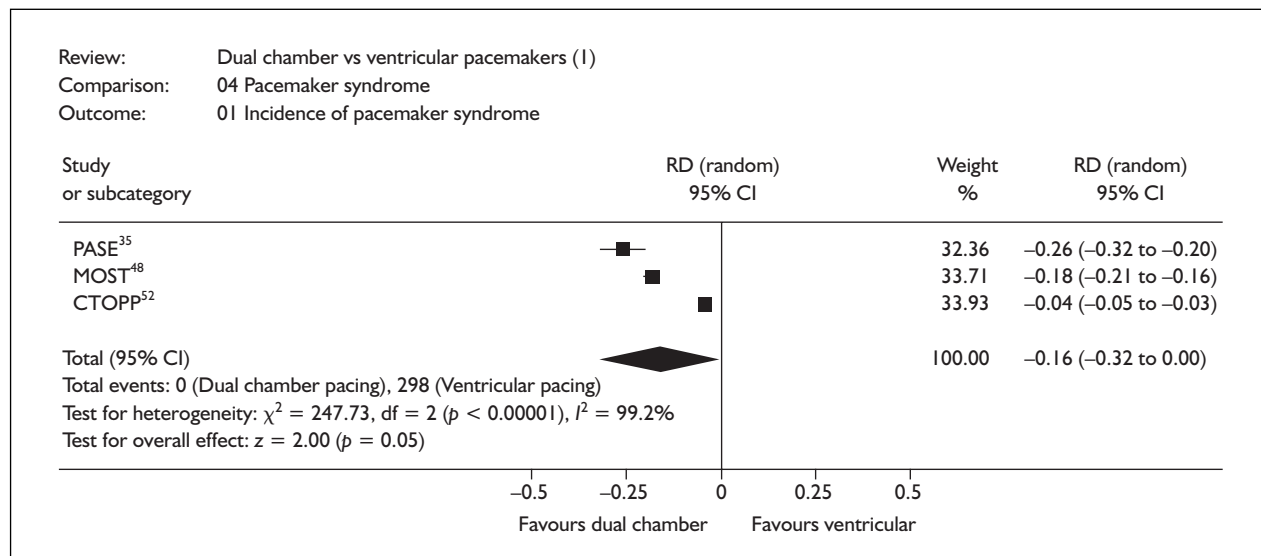 Review: Dual chamber vs ventricular pacemakers (1)
Comparison: 04 Pacemaker syndrome
Outcome: 01 Incidence of pacemaker syndrome
Study RD (random) Weight RD (random)
or subcategory 95% CI % 95% CI
PASE³⁵ 32.36 –0.26 (–0.32 to –0.20)
MOST⁴⁸ 33.71 –0.18 (–0.21 to –0.16)
CTOPP⁵² 33.93 –0.04 (–0.05 to –0.03)
Total (95% CI) 100.00 –0.16 (–0.32 to 0.00)
Total events: 0 (Dual chamber pacing), 298 (Ventricular pacing)
Test for heterogeneity: χ² = 247.73, df = 2 (p < 0.00001), I² = 99.2%
Test for overall effect: z = 2.00 (p = 0.05)
–0.5 –0.25 0 0.25 0.5
Favours dual chamber Favours ventricular